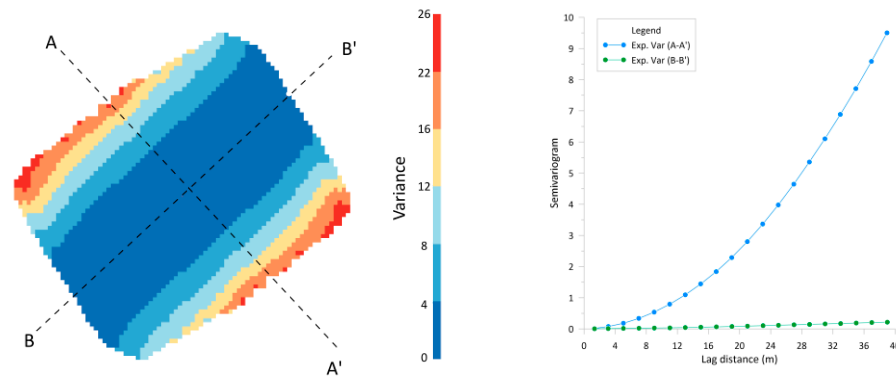 A
B'
B
A'
Variance
26
22
16
12
8
4
0
Legend
Exp. Var (A-A')
Exp. Var (B-B')
Semivariogram
10
9
8
7
6
5
4
3
2
1
0
0 4 8 12 16 20 24 28 32 36 40
Lag distance (m)